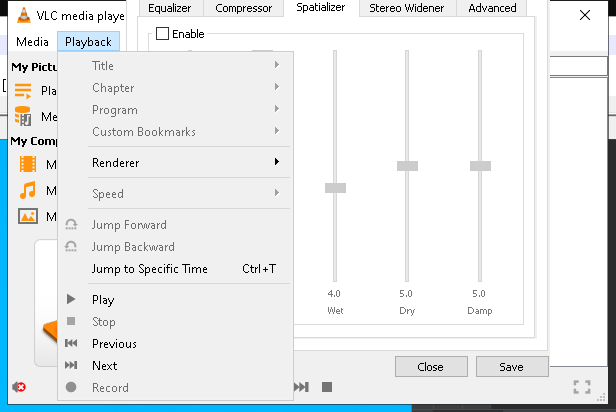 VLC media playe
Equalizer Compressor Spatializer Stereo Widener Advanced
Media Playback
Enable
My Pictu
Title
Pla
Chapter
Me
Program
Custom Bookmarks
My Comp
M
Renderer
M
Speed
M
Jump Forward
Jump Backward
Jump to Specific Time Ctrl+T
4.0 5.0 5.0
Wet Dry Damp
Play
Stop
Previous
Next
Record
Close Save